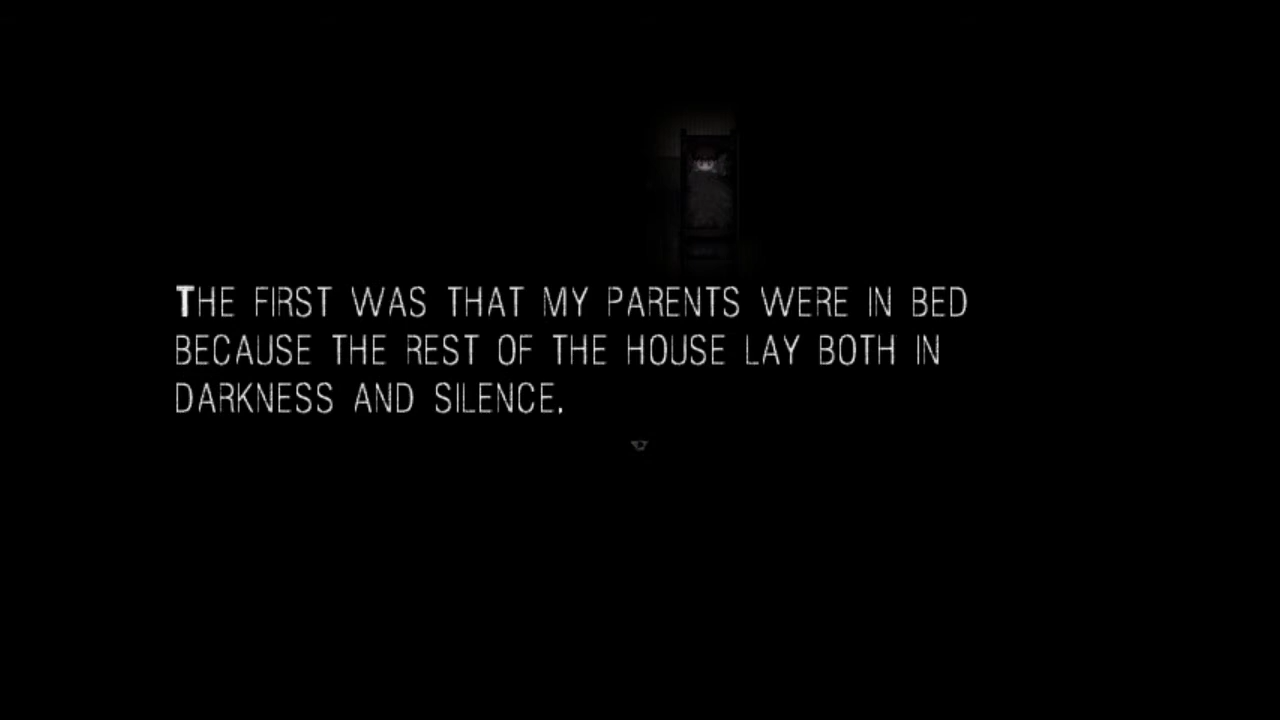 THE FIRST WAS THAT MY PARENTS WERE IN BED
BECAUSE THE REST OF THE HOUSE LAY BOTH IN
DARKNESS AND SILENCE.